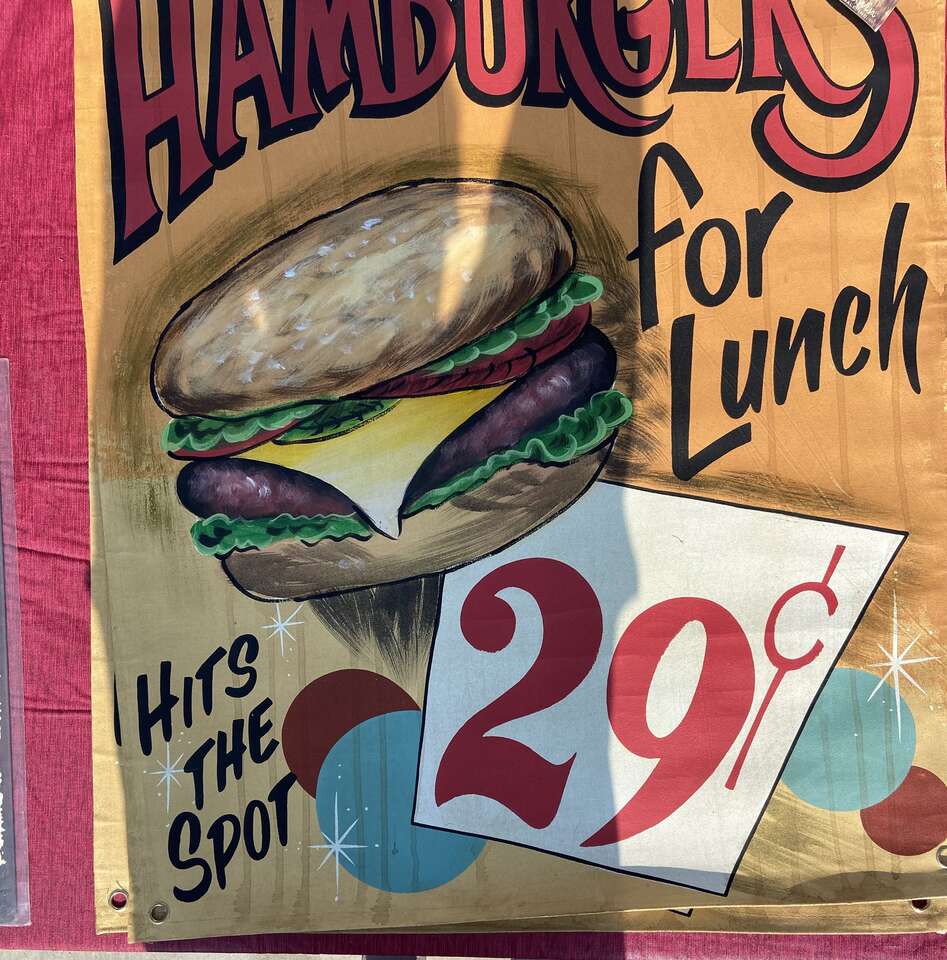 HAMBURGERS
for
Lunch
29¢
HITS
THE
SPOT